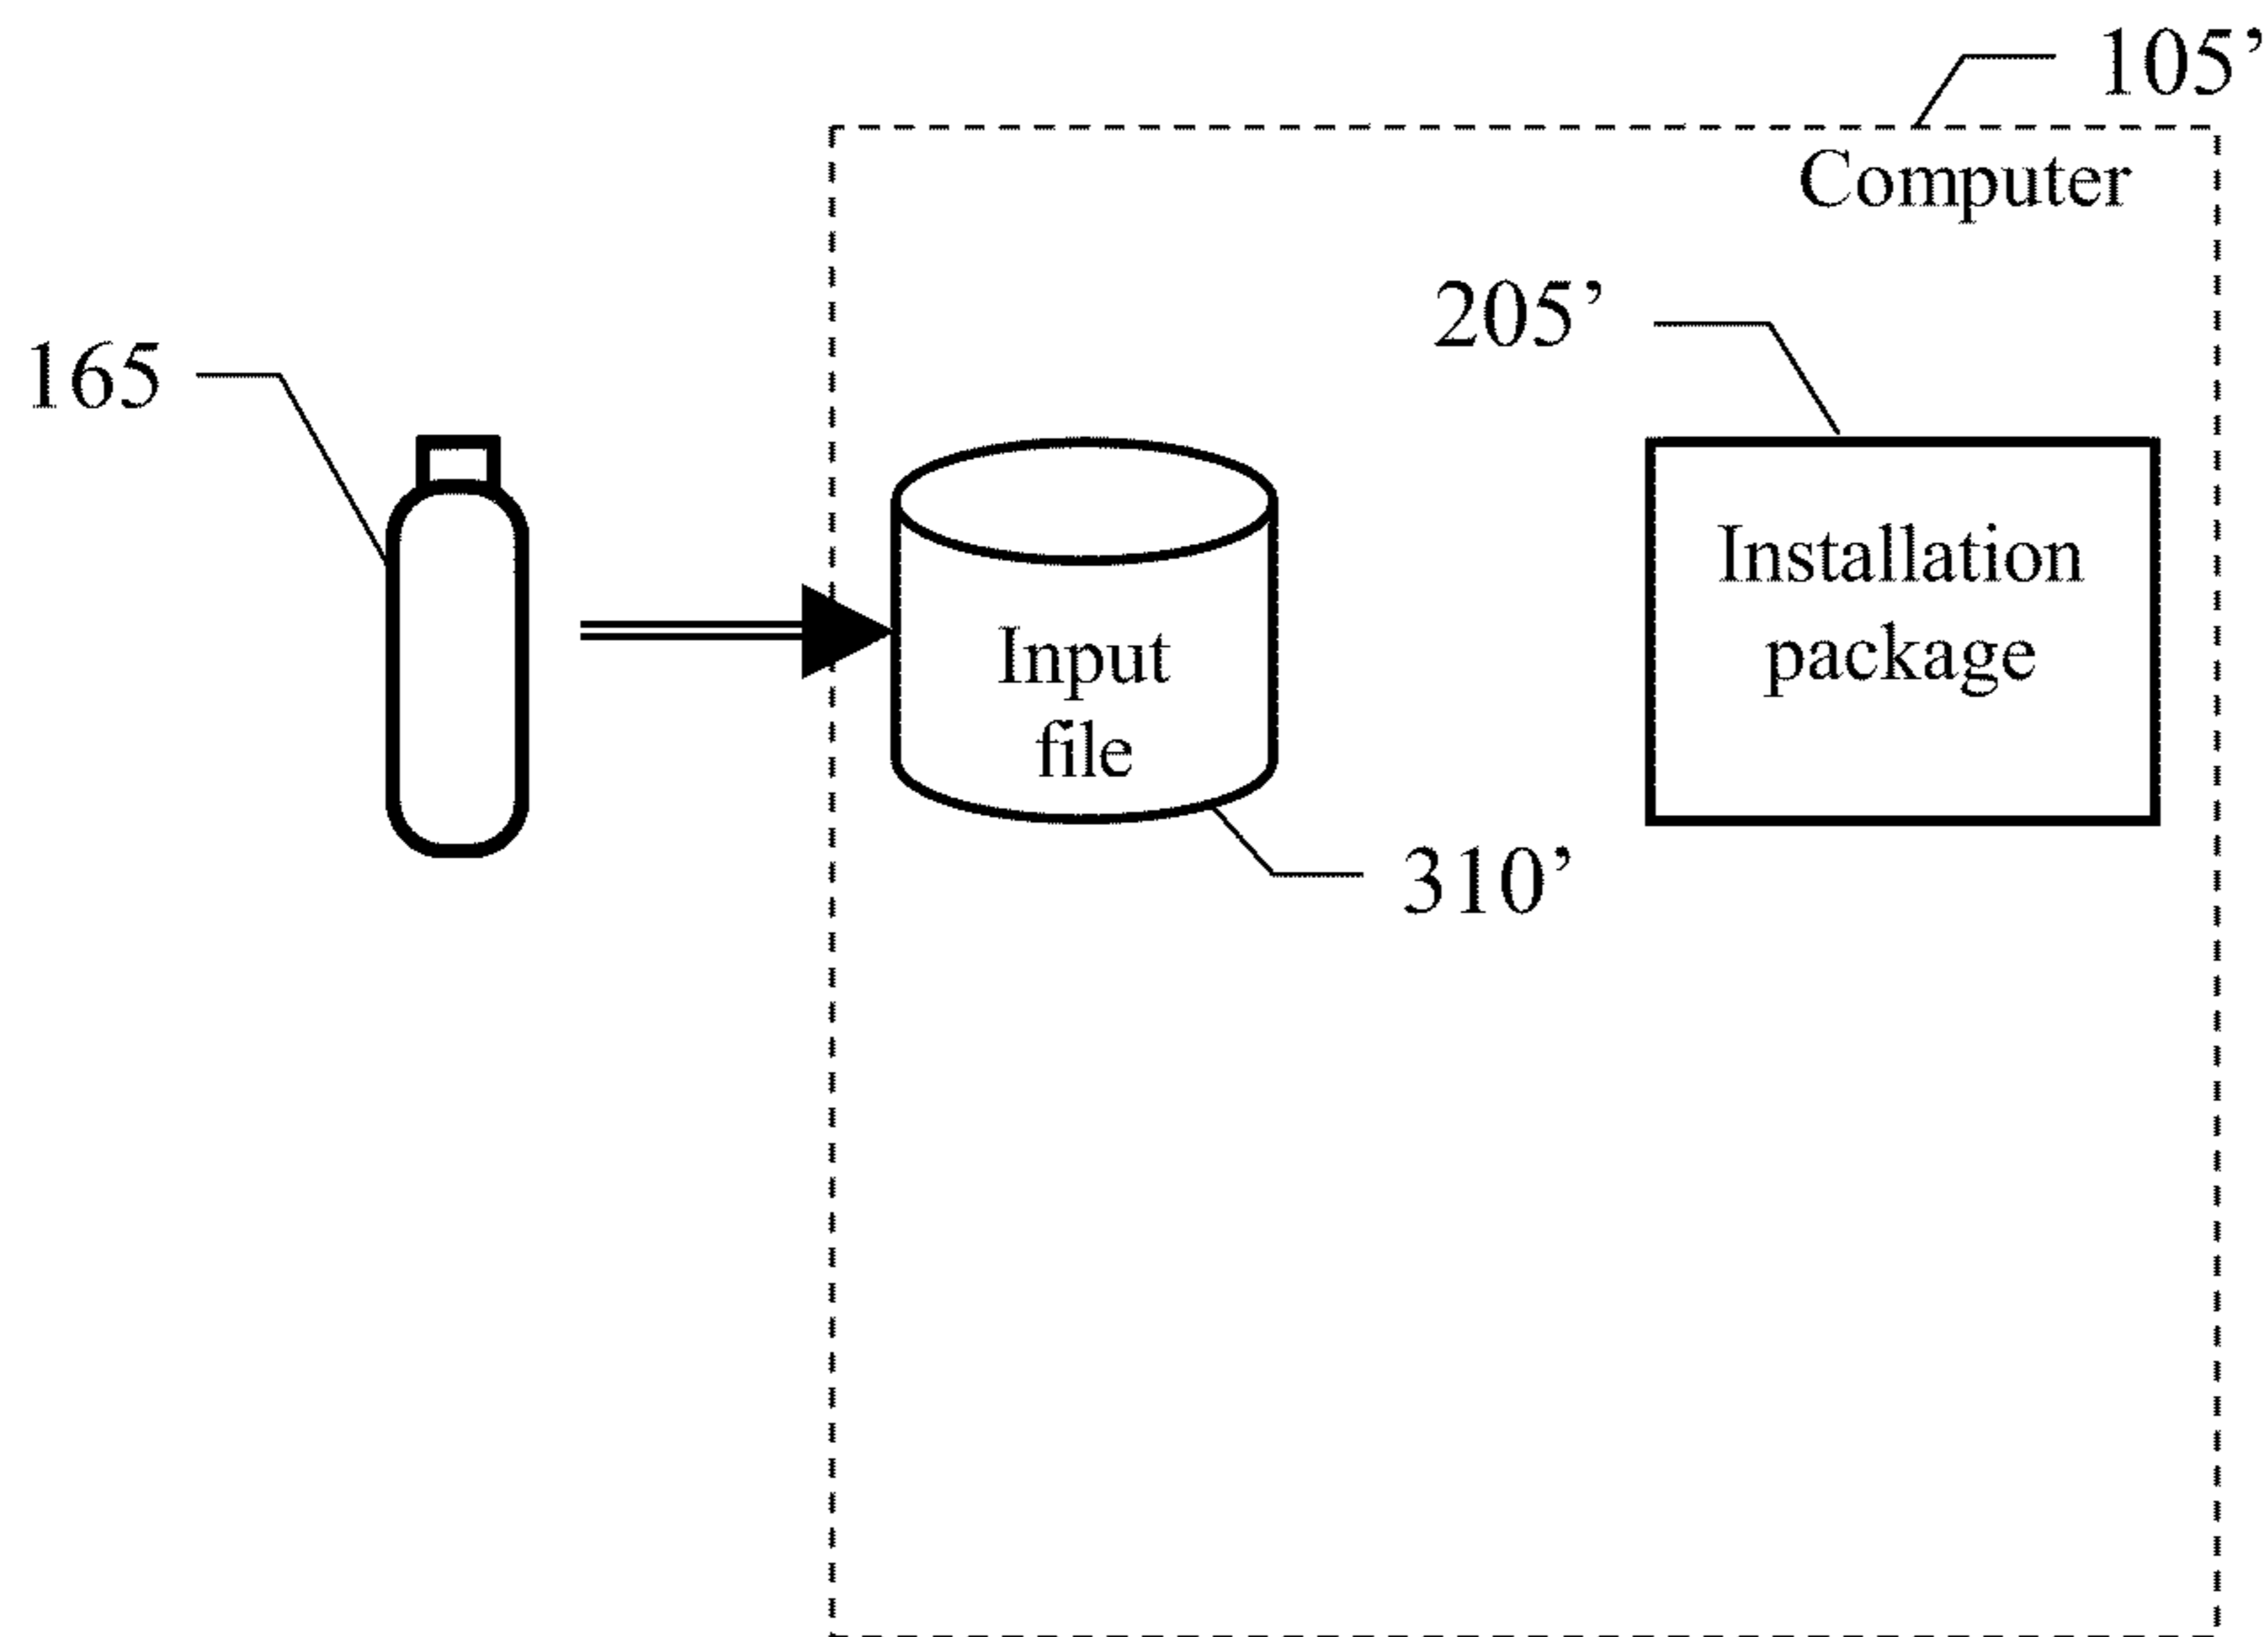 105’
Computer
205’
165
Installation
package
Input
file
310’